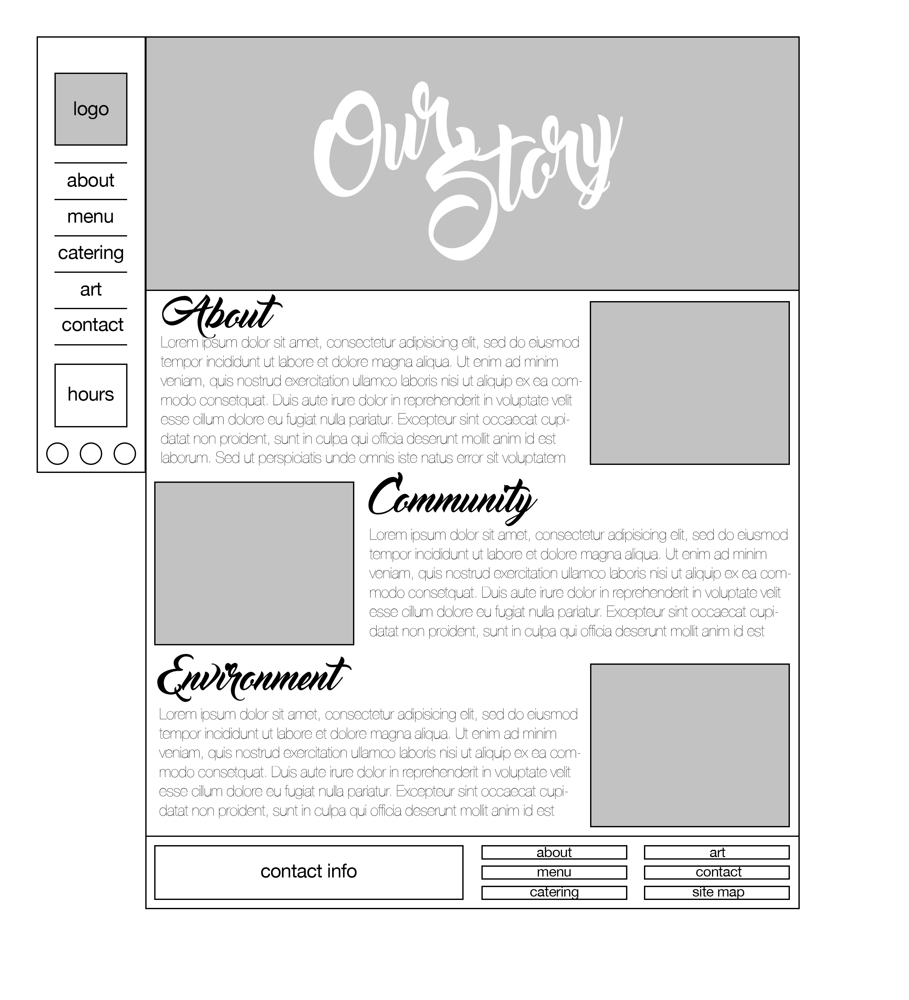 logo
about
menu
catering
art
contact
hours
Our
Story
About
Lorem ipsum dolor sit amet, consectetur adipisicing elit, sed do eiusmod
tempor incididunt ut labore et dolore magna aliqua. Ut enim ad minim
veniam, quis nostrud exercitation ullamco laboris nisi ut aliquip ex ea com-
modo consetquat. Duis aute irure dolor in reprehenderit in voluptate velit
esse cillum dolore eu fugiat nulla pariatur. Excepteur sint occaecat cupi-
datat non proident, sunt in culpa qui officia deserunt mollit anim id est
laborum. Sed ut perspiciatis unde omnis iste natus error sit voluptatem
Community
Lorem ipsum dolor sit amet, consectetur adipisicing elit, sed do eiusmod
tempor incididunt ut labore et dolore magna aliqua. Ut enim ad minim
veniam, quis nostrud exercitation ullamco laboris nisi ut aliquip ex ea com-
modo consetquat. Duis aute irure dolor in reprehenderit in voluptate velit
esse cillum dolore eu fugiat nulla pariatur. Excepteur sint occaecat cupi-
datat non proident, sunt in culpa qui officia deserunt mollit anim id est
Environment
Lorem ipsum dolor sit amet, consectetur adipisicing elit, sed do eiusmod
tempor incididunt ut labore et dolore magna aliqua. Ut enim ad minim
veniam, quis nostrud exercitation ullamco laboris nisi ut aliquip ex ea com-
modo consetquat. Duis aute irure dolor in reprehenderit in voluptate velit
esse cillum dolore eu fugiat nulla pariatur. Excepteur sint occaecat cupi-
datat non proident, sunt in culpa qui officia deserunt mollit anim id est
contact info
about
menu
catering
art
contact
site map